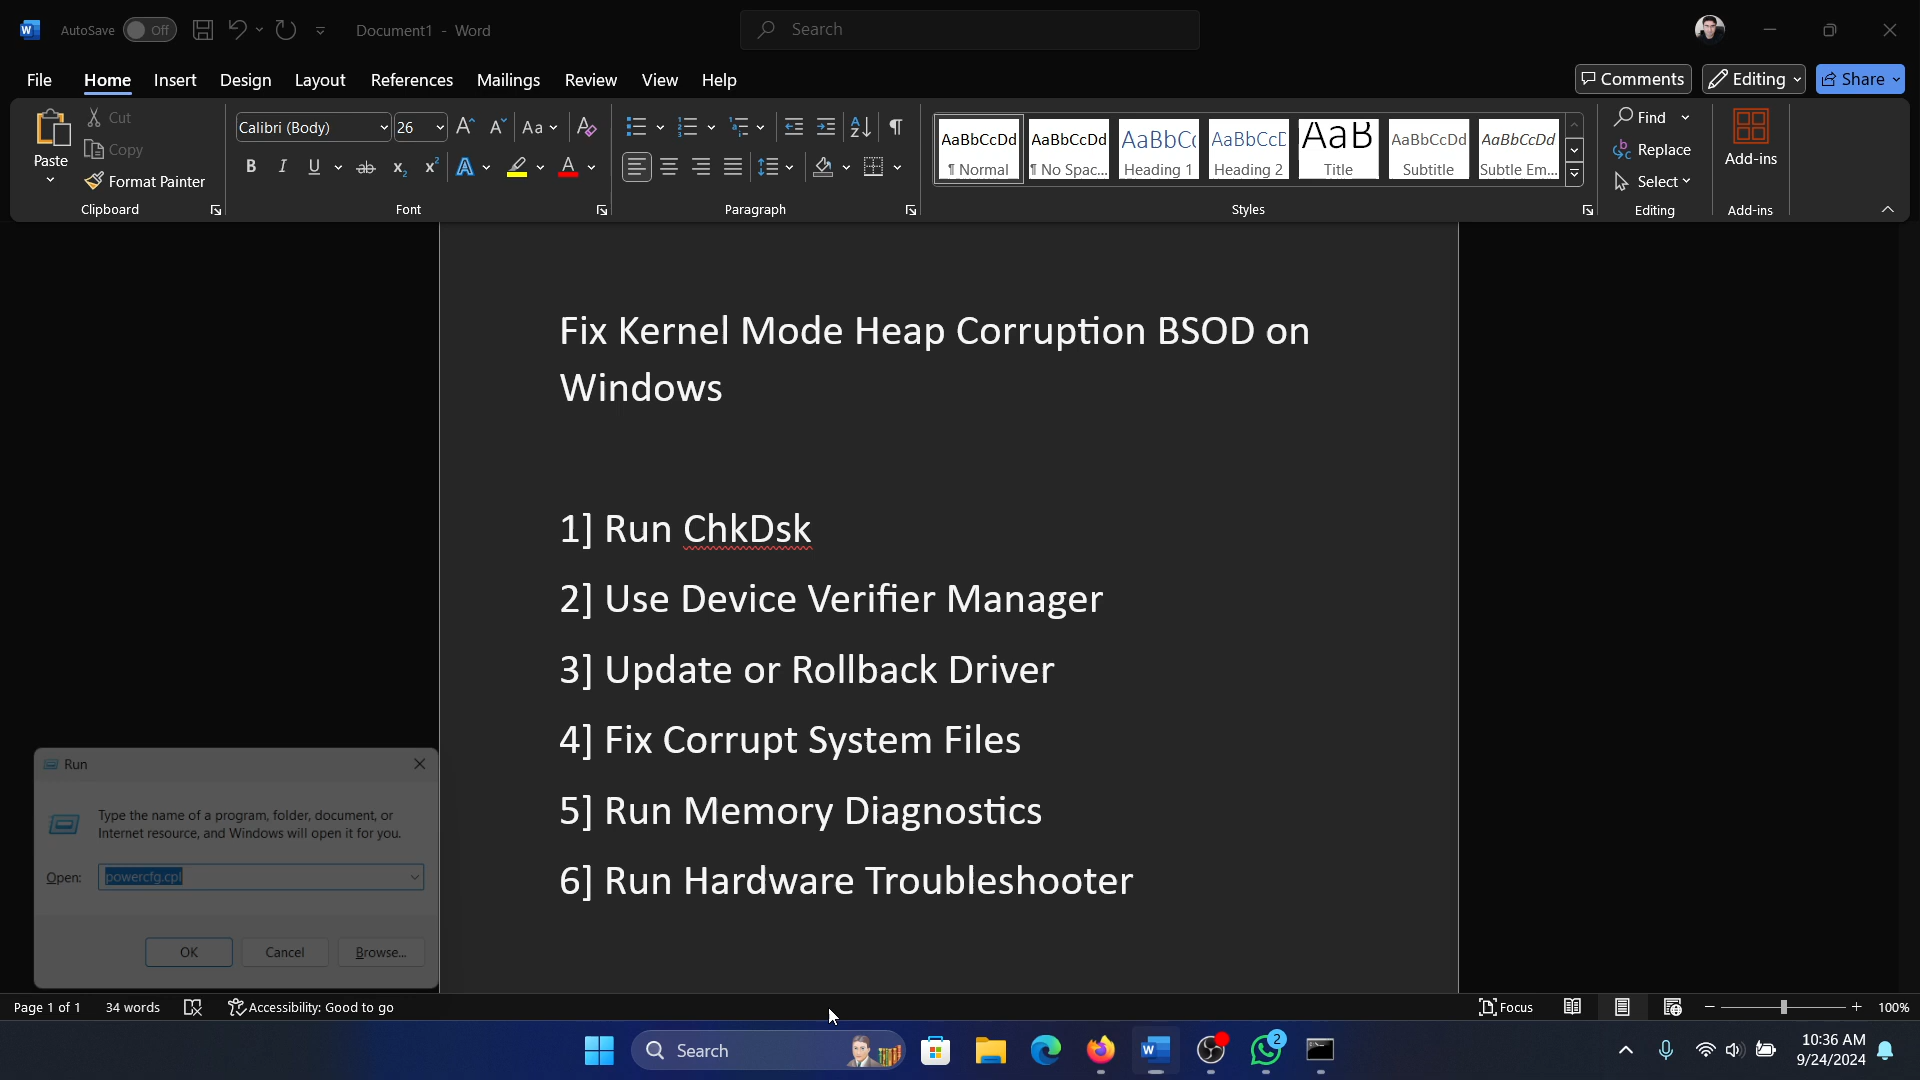 AutoSave Off Document1 - Word Search
File Home Insert Design Layout References Mailings Review View Help Comments Editing Share
Paste
Cut
Copy
Format Painter
Clipboard
Calibri (Body) 26
Font
Paragraph
AaBbCcDd ¶ Normal
AaBbCcDd ¶ No Spac...
AaBbCc Heading 1
AaBbCcD Heading 2
AaB Title
AaBbCcDd Subtitle
AaBbCcDd Subtle Em...
Styles
Find
Replace
Select
Editing
Add-ins
Add-ins
Fix Kernel Mode Heap Corruption BSOD on
Windows
1] Run ChkDsk
2] Use Device Verifier Manager
3] Update or Rollback Driver
4] Fix Corrupt System Files
5] Run Memory Diagnostics
6] Run Hardware Troubleshooter
Run
Type the name of a program, folder, document, or
Internet resource, and Windows will open it for you.
Open: powercfg.cpl
OK Cancel Browse...
Page 1 of 1 34 words Accessibility: Good to go Focus 100%
Search 2 10:36 AM
9/24/2024